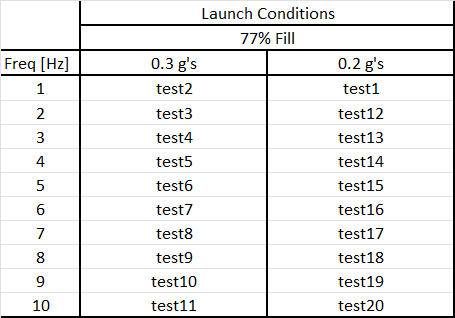 Launch Conditions
77% Fill
Freq [Hz] 0.3 g's 0.2 g's
1 test2 test1
2 test3 test12
3 test4 test13
4 test5 test14
5 test6 test15
6 test7 test16
7 test8 test17
8 test9 test18
9 test10 test19
10 test11 test20